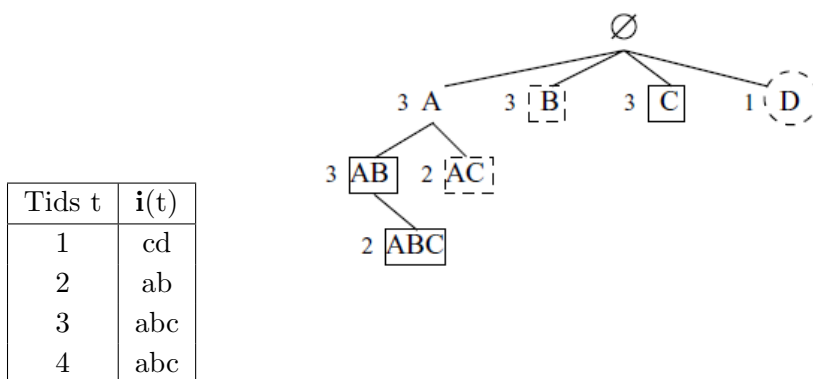 ∅
3 A 3 B 3 C 1 D
3 AB 2 AC
2 ABC
Tids t i(t)
1 cd
2 ab
3 abc
4 abc